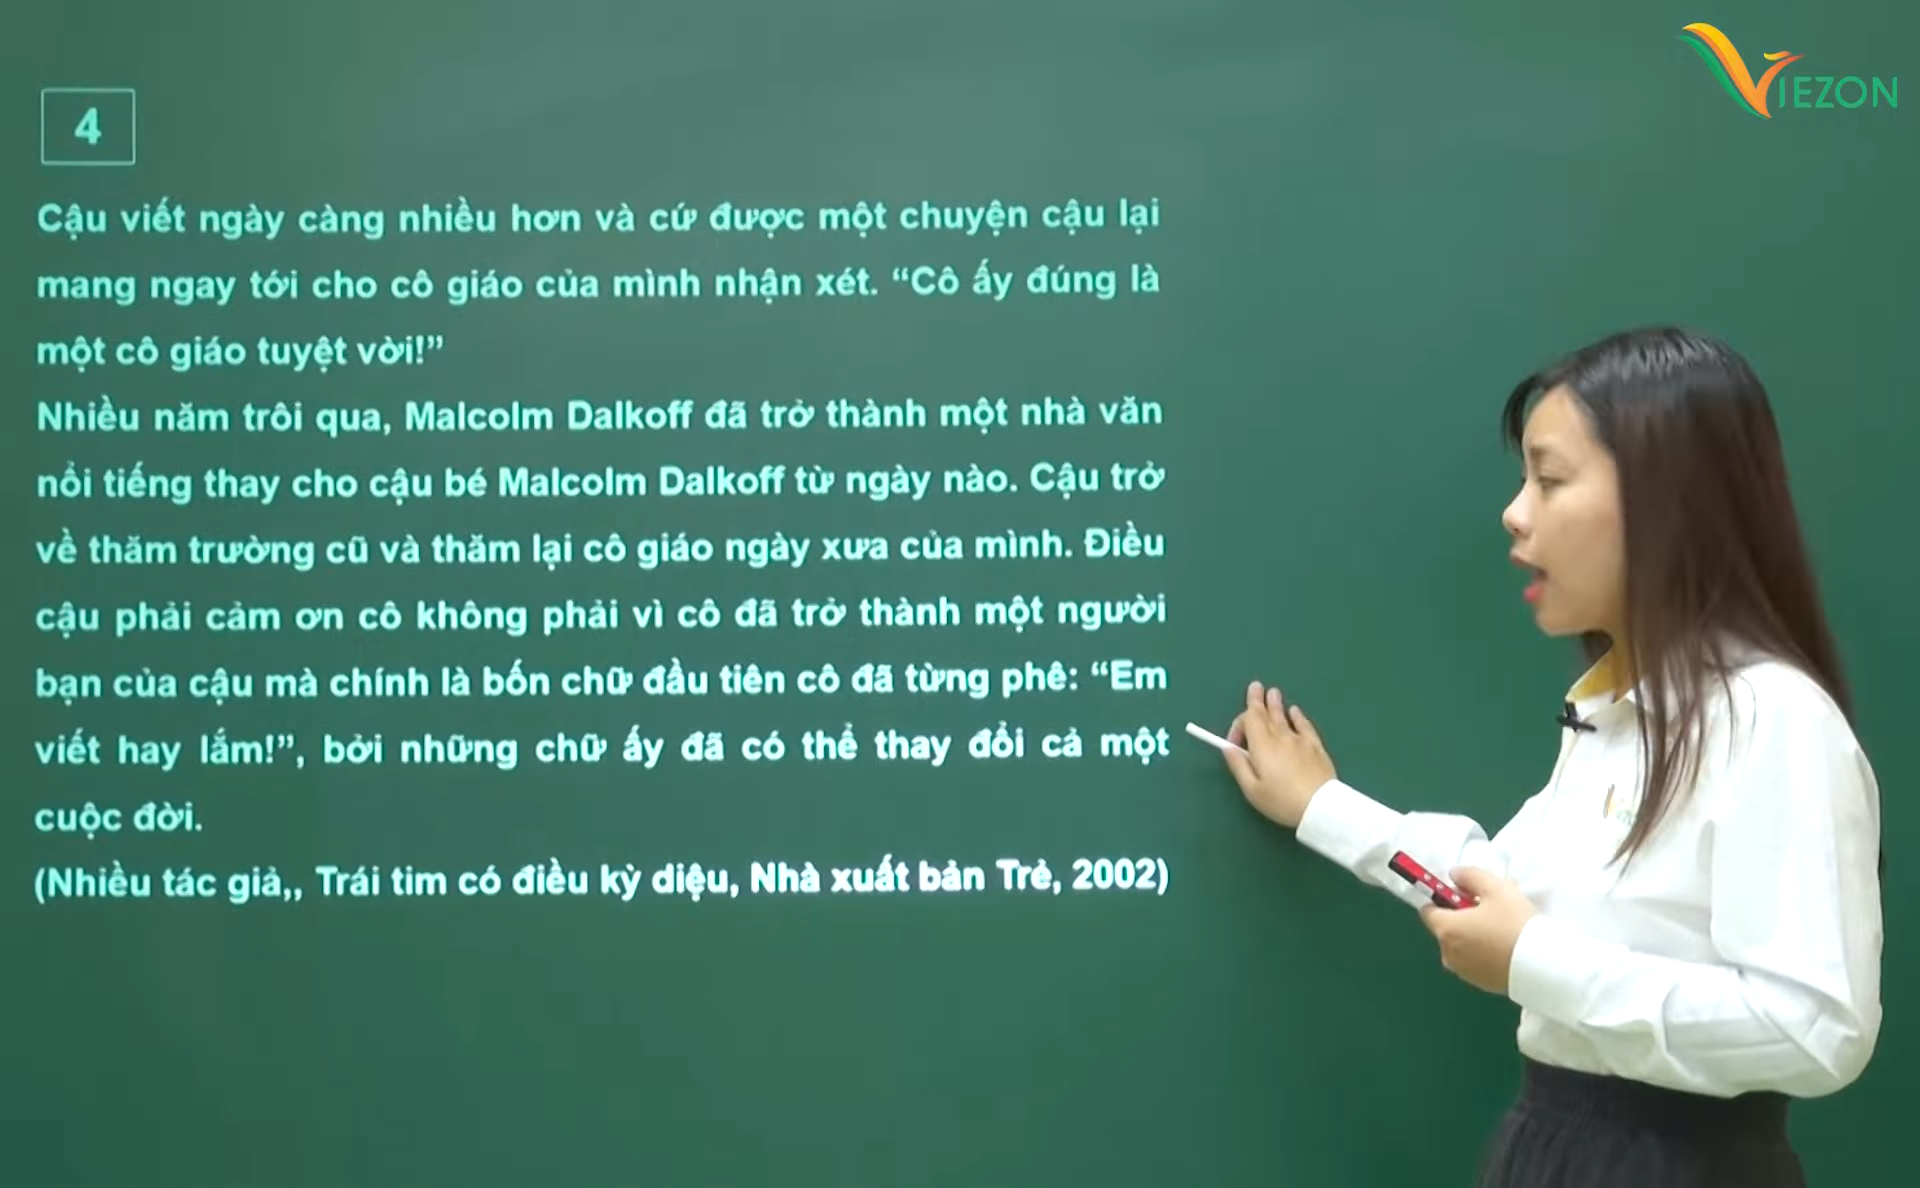 VIEZON
4
Cậu viết ngày càng nhiều hơn và cứ được một chuyện cậu lại
mang ngay tới cho cô giáo của mình nhận xét. “Cô ấy đúng là
một cô giáo tuyệt vời!”
Nhiều năm trôi qua, Malcolm Dalkoff đã trở thành một nhà văn
nổi tiếng thay cho cậu bé Malcolm Dalkoff từ ngày nào. Cậu trở
về thăm trường cũ và thăm lại cô giáo ngày xưa của mình. Điều
cậu phải cảm ơn cô không phải vì cô đã trở thành một người
bạn của cậu mà chính là bốn chữ đầu tiên cô đã từng phê: “Em
viết hay lắm!”, bởi những chữ ấy đã có thể thay đổi cả một
cuộc đời.
(Nhiều tác giả,, Trái tim có điều kỳ diệu, Nhà xuất bản Trẻ, 2002)